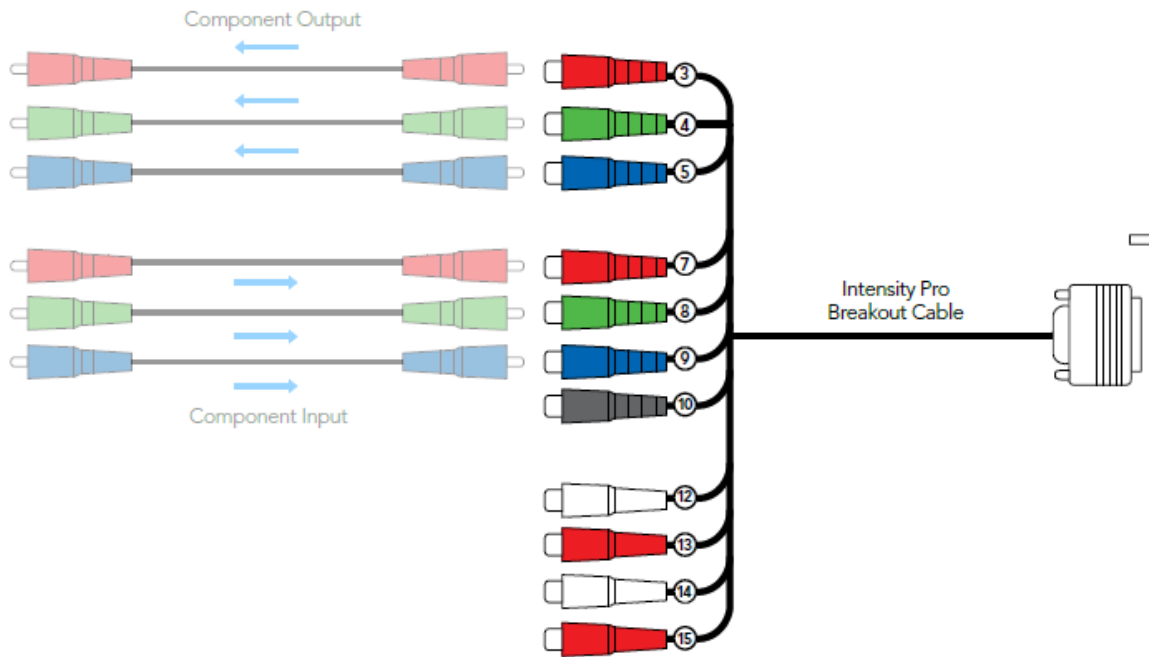 Component Output
3
4
5
7
Intensity Pro
8
Breakout Cable
9
10
Component Input
12
13
14
15